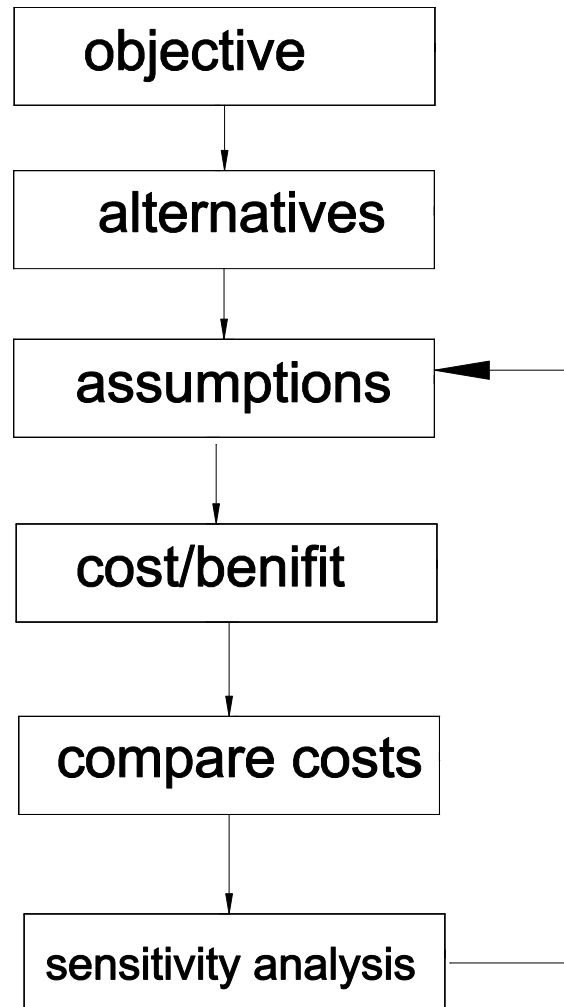 objective
alternatives
assumptions
cost/benifit
compare costs
sensitivity analysis